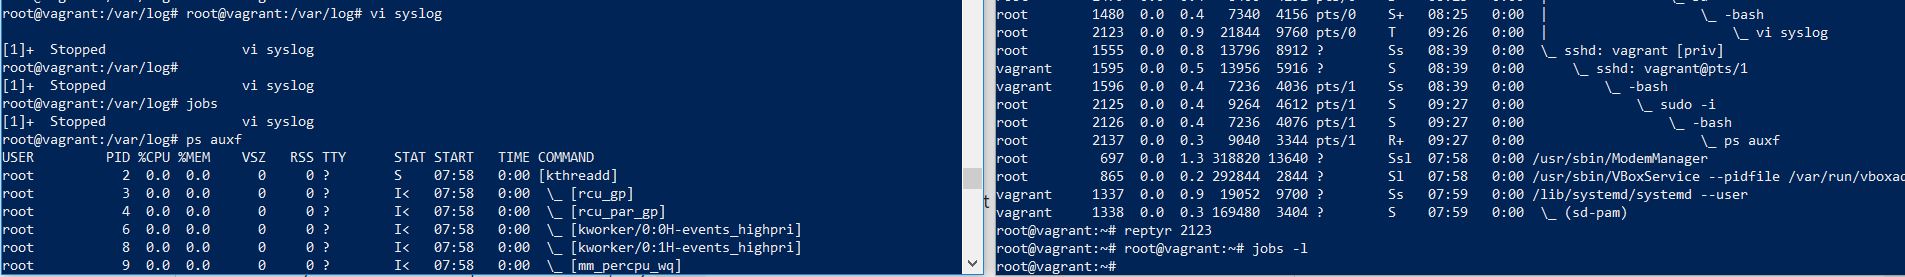 root@vagrant:/var/log# root@vagrant:/var/log# vi syslog
[1]+  Stopped                 vi syslog
root@vagrant:/var/log#
[1]+  Stopped                 vi syslog
root@vagrant:/var/log# jobs
[1]+  Stopped                 vi syslog
root@vagrant:/var/log# ps auxf
USER         PID %CPU %MEM    VSZ   RSS TTY      STAT START   TIME COMMAND
root           2  0.0  0.0      0     0 ?        S    07:58   0:00 [kthreadd]
root           3  0.0  0.0      0     0 ?        I<   07:58   0:00  \_ [rcu_gp]
root           4  0.0  0.0      0     0 ?        I<   07:58   0:00  \_ [rcu_par_gp]
root           6  0.0  0.0      0     0 ?        I<   07:58   0:00  \_ [kworker/0:0H-events_highpri]
root           8  0.0  0.0      0     0 ?        I<   07:58   0:00  \_ [kworker/0:1H-events_highpri]
root           9  0.0  0.0      0     0 ?        I<   07:58   0:00  \_ [mm_percpu_wq]
root        1480  0.0  0.4   7340  4156 pts/0    S+   08:25   0:00  |           \_ -bash
root        2123  0.0  0.9  21844  9760 pts/0    T    09:26   0:00  |               \_ vi syslog
root        1555  0.0  0.8  13796  8912 ?        Ss   08:39   0:00  \_ sshd: vagrant [priv]
vagrant     1595  0.0  0.5  13956  5916 ?        S    08:39   0:00      \_ sshd: vagrant@pts/1
vagrant     1596  0.0  0.4   7236  4036 pts/1    Ss   08:39   0:00          \_ -bash
root        2125  0.0  0.4   9264  4612 pts/1    S    09:27   0:00              \_ sudo -i
root        2126  0.0  0.4   7236  4076 pts/1    S    09:27   0:00                  \_ -bash
root        2137  0.0  0.3   9040  3344 pts/1    R+   09:27   0:00                      \_ ps auxf
root         697  0.0  1.3 318820 13640 ?        Ssl  07:58   0:00 /usr/sbin/ModemManager
root         865  0.0  0.2 292844  2844 ?        Sl   07:58   0:00 /usr/sbin/VBoxService --pidfile /var/run/vboxad
vagrant     1337  0.0  0.9  19052  9700 ?        Ss   07:59   0:00 /lib/systemd/systemd --user
vagrant     1338  0.0  0.3 169480  3404 ?        S    07:59   0:00  \_ (sd-pam)
root@vagrant:~# reptyr 2123
root@vagrant:~# root@vagrant:~# jobs -l
root@vagrant:~#